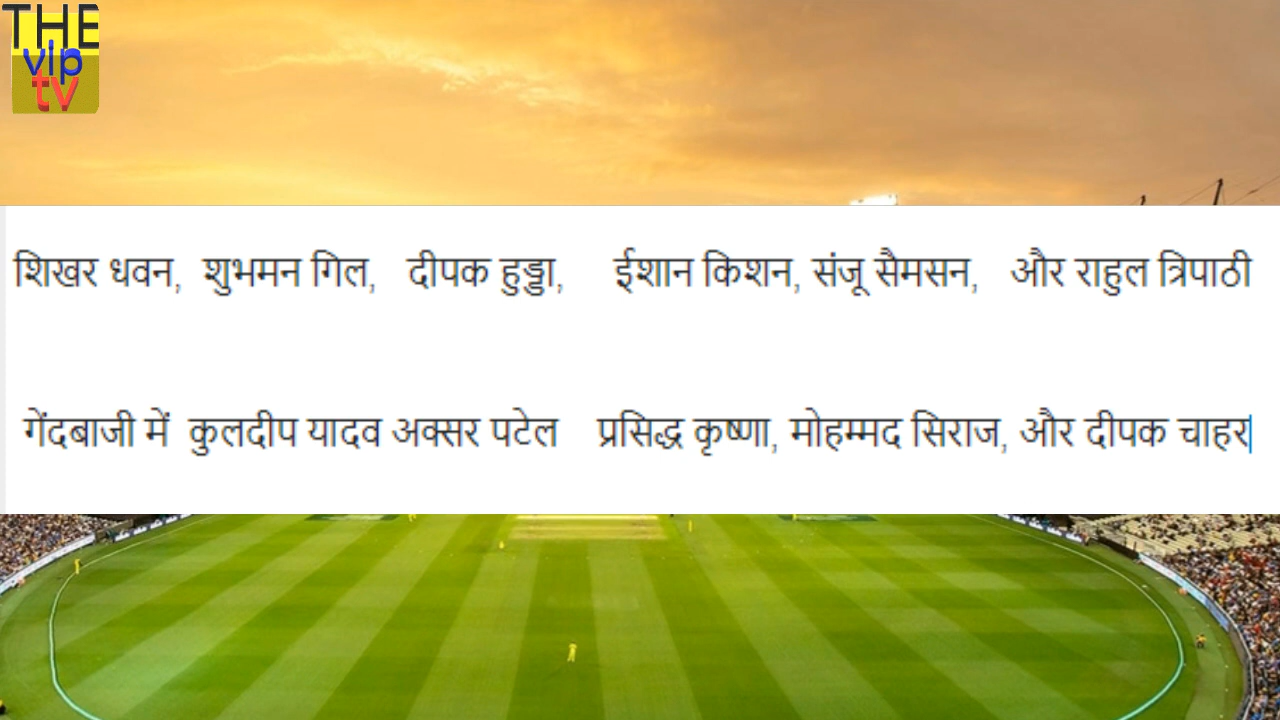 THE
vip
tv
शिखर धवन, शुभमन गिल, दीपक हुड्डा, ईशान किशन, संजू सैमसन, और राहुल त्रिपाठी
गेंदबाजी में कुलदीप यादव अक्सर पटेल प्रसिद्ध कृष्णा, मोहम्मद सिराज, और दीपक चाहर